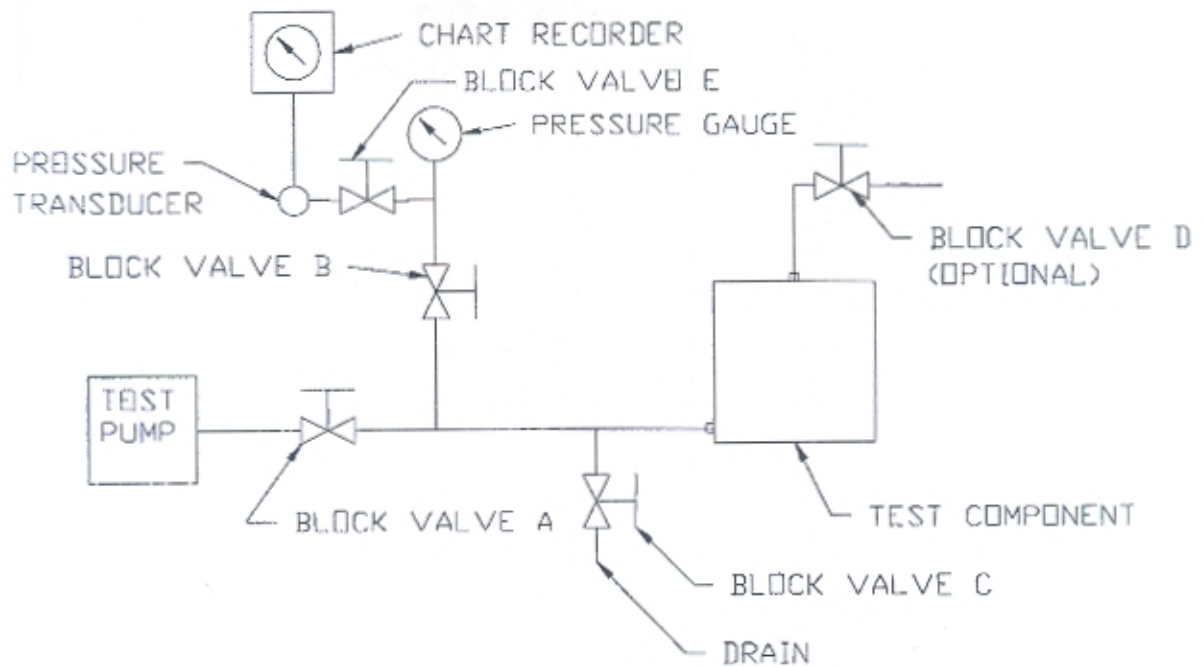 CHART RECORDER
BLOCK VALVE E
PRESSURE GAUGE
PRESSURE
TRANSDUCER
BLOCK VALVE B
BLOCK VALVE D
(OPTIONAL)
TEST
PUMP
BLOCK VALVE A
TEST COMPONENT
BLOCK VALVE C
DRAIN